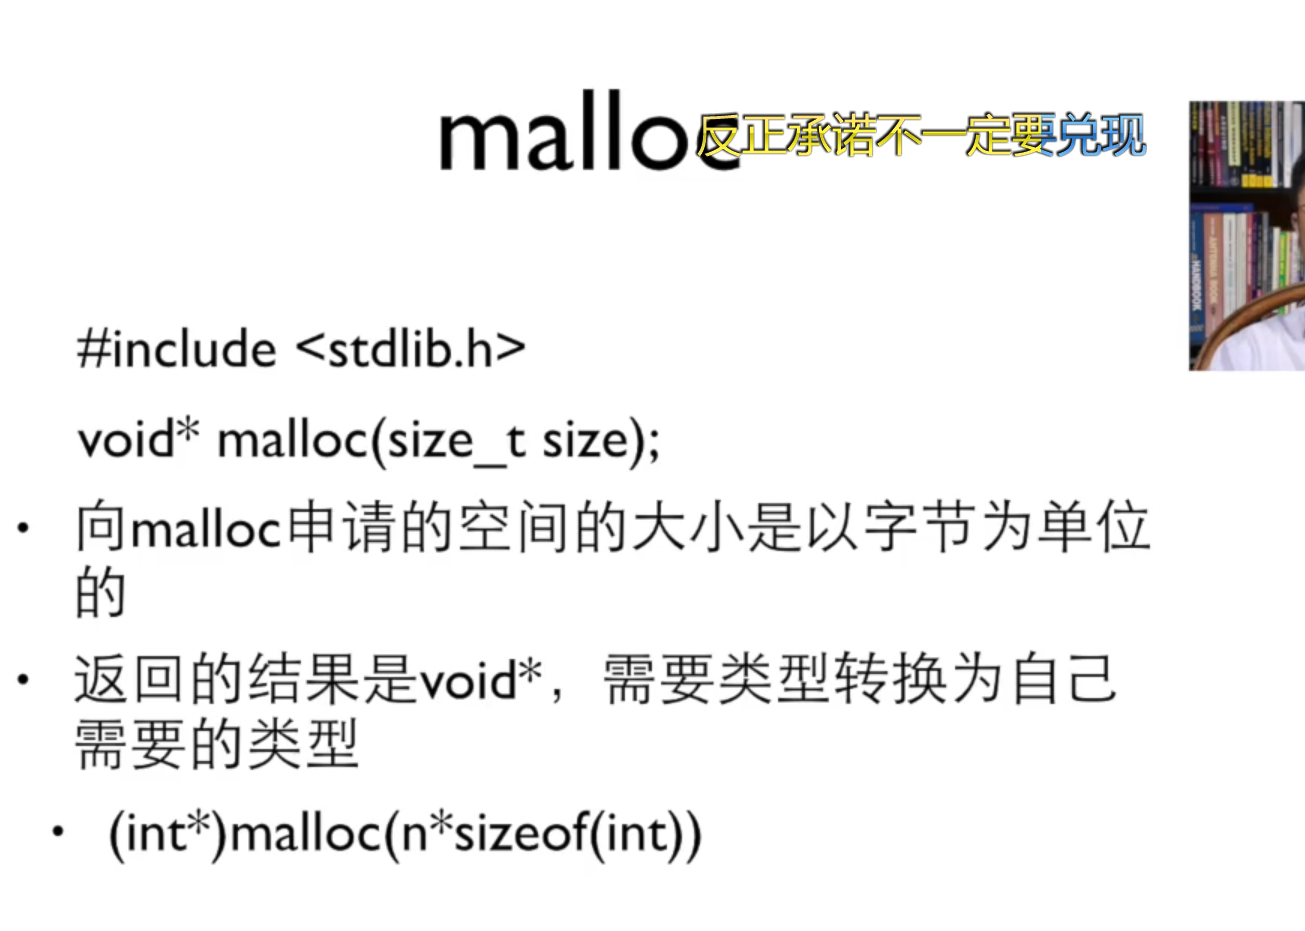 malloc
反正承诺不一定要兑现
#include <stdlib.h>
void* malloc(size_t size);
• 向malloc申请的空间的大小是以字节为单位
的
• 返回的结果是void*，需要类型转换为自己
需要的类型
• (int*)malloc(n*sizeof(int))
HANDBOOK
ANTENNA BOOK